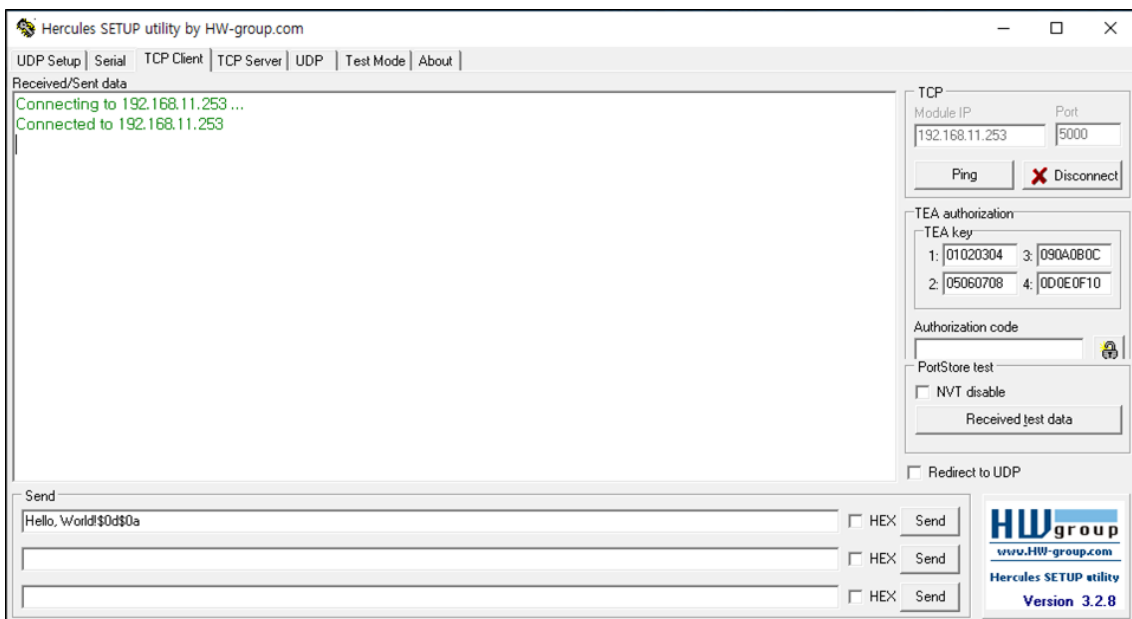 Hercules SETUP utility by HW-group.com
UDP Setup Serial TCP Client TCP Server UDP Test Mode About
Received/Sent data
Connecting to 192.168.11.253 ...
Connected to 192.168.11.253
TCP
Module IP Port
192.168.11.253 5000
Ping Disconnect
TEA authorization
TEA key
1: 01020304 3: 090A0B0C
2: 05060708 4: 0D0E0F10
Authorization code
PortStore test
NVT disable
Received test data
Redirect to UDP
Send
Hello, World!$0d$0a HEX Send
HEX Send
HEX Send
HWgroup
www.HW-group.com
Hercules SETUP utility
Version 3.2.8